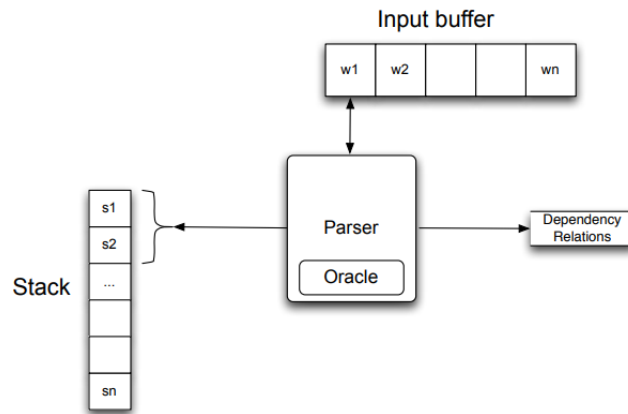 Input buffer
w1 w2 wn
s1
s2
...
sn
Stack
Parser
Oracle
Dependency
Relations